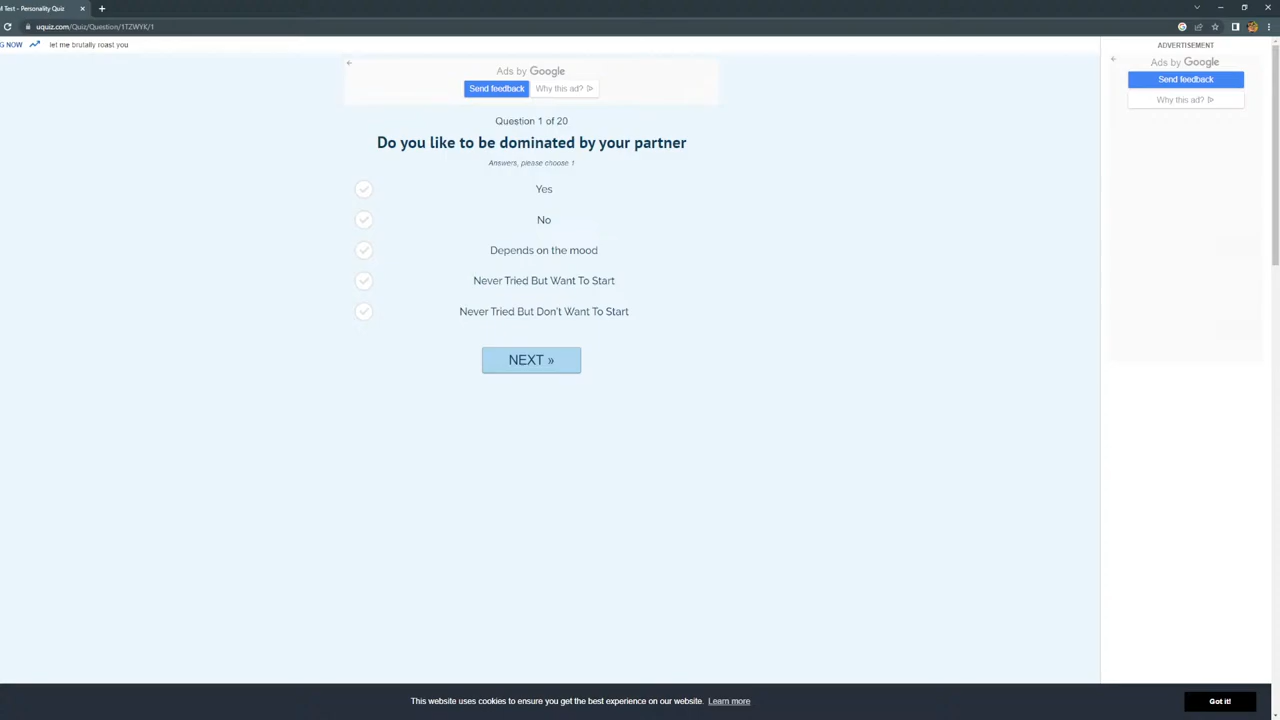 M Test - Personality Quiz
uquiz.com/Quiz/Question/1TZWYK/1
G NOW let me brutally roast you
ADVERTISEMENT
Ads by Google
Send feedback Why this ad?
Ads by Google
Send feedback
Why this ad?
Question 1 of 20
Do you like to be dominated by your partner
Answers, please choose 1
Yes
No
Depends on the mood
Never Tried But Want To Start
Never Tried But Don't Want To Start
NEXT »
This website uses cookies to ensure you get the best experience on our website. Learn more
Got it!